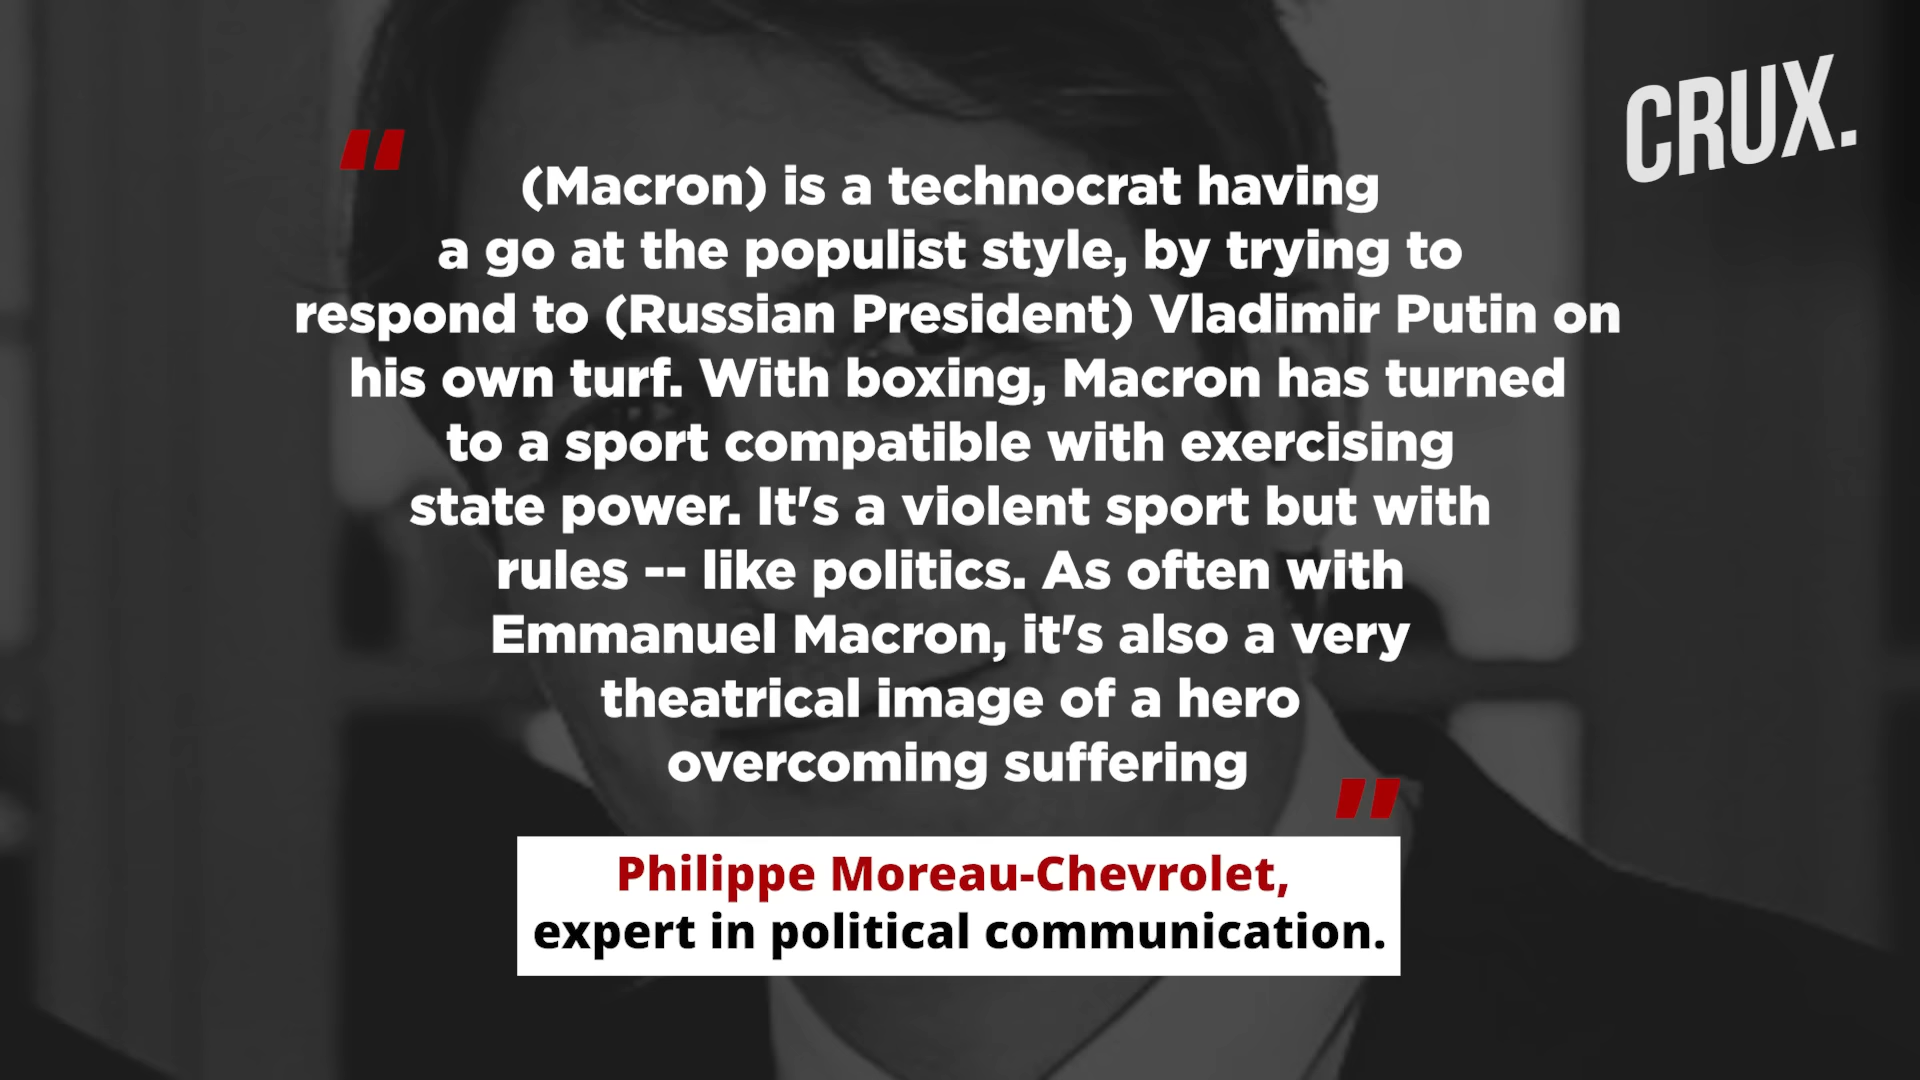 CRUX.
"
(Macron) is a technocrat having
a go at the populist style, by trying to
respond to (Russian President) Vladimir Putin on
his own turf. With boxing, Macron has turned
to a sport compatible with exercising
state power. It's a violent sport but with
rules -- like politics. As often with
Emmanuel Macron, it's also a very
theatrical image of a hero
overcoming suffering
"
Philippe Moreau-Chevrolet,
expert in political communication.